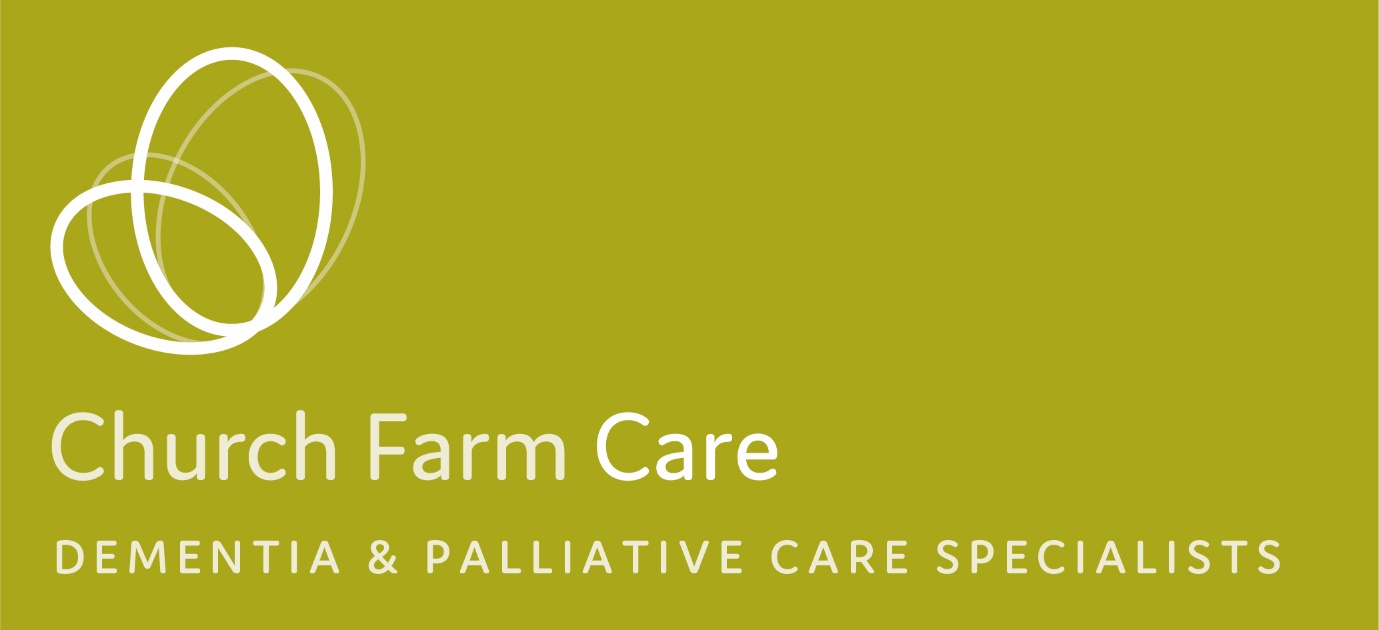 Church Farm Care
DEMENTIA & PALLIATIVE CARE SPECIALISTS